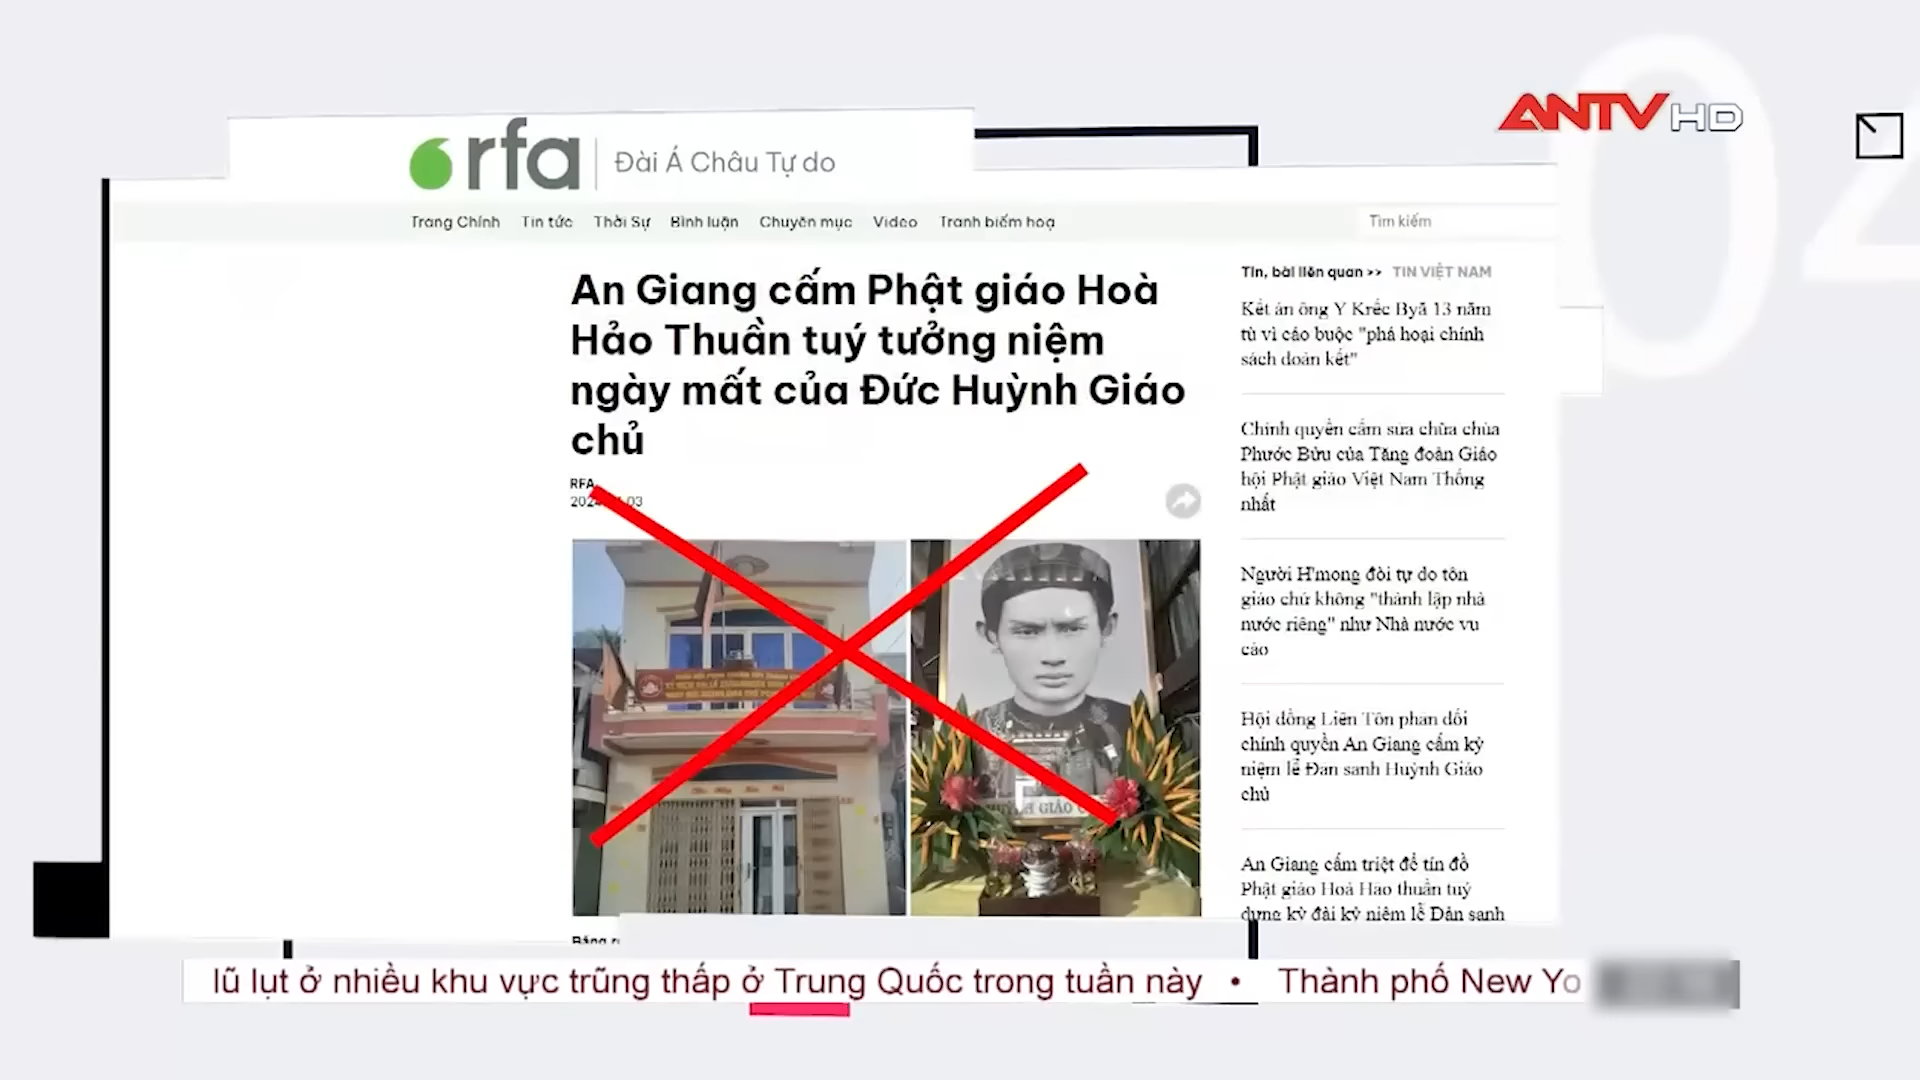 ANTV HD
04
rfa Đài Á Châu Tự do
Trang Chính Tin tức Thời Sự Bình luận Chuyên mục Video Tranh biếm hoạ
Tìm kiếm
An Giang cấm Phật giáo Hoà
Hảo Thuần tuý tưởng niệm
ngày mất của Đức Huỳnh Giáo
chủ
RFA
03
Tin, bài liên quan >> TIN VIỆT NAM
Kết án ông Y Krếc Byă 13 năm
tù vì cáo buộc "phá hoại chính
sách đoàn kết"
Chính quyền cấm sửa chữa chùa
Phước Bửu của Tăng đoàn Giáo
hội Phật giáo Việt Nam Thống
nhất
Người H'mong đòi tự do tôn
giáo chứ không "thành lập nhà
nước riêng" như Nhà nước vu
cáo
Hội đồng Liên Tôn phản đối
chính quyền An Giang cấm kỷ
niệm lễ Đản sanh Huỳnh Giáo
chủ
An Giang cấm triệt để tín đồ
Phật giáo Hoà Hảo thuần tuý
dựng kỳ đài kỷ niệm lễ Đản sanh
GIÁO
lũ lụt ở nhiều khu vực trũng thấp ở Trung Quốc trong tuần này • Thành phố New Yo